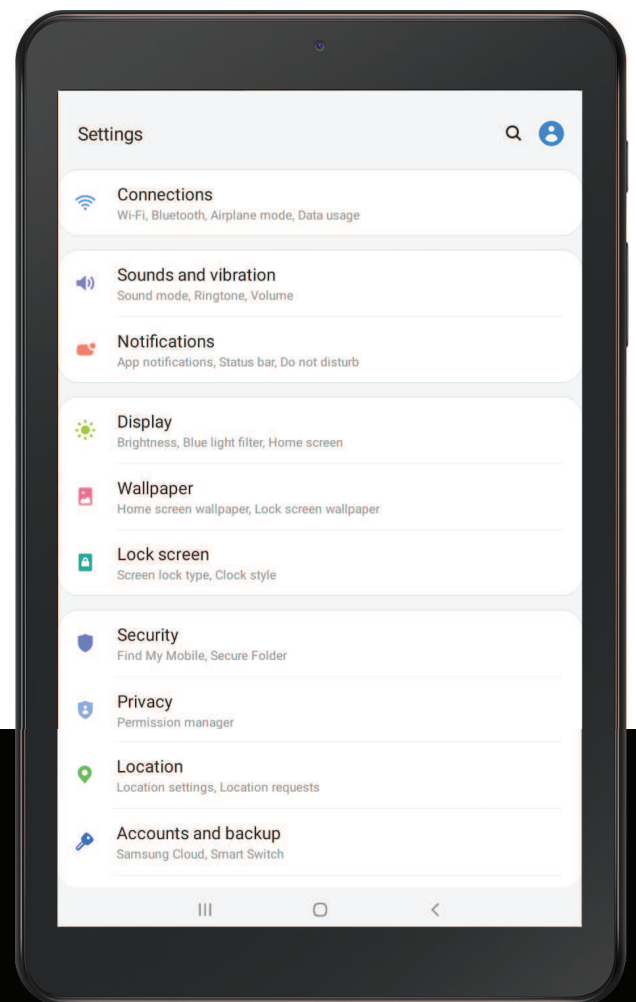 Settings
Connections
Wi-Fi, Bluetooth, Airplane mode, Data usage
Sounds and vibration
Sound mode, Ringtone, Volume
Notifications
App notifications, Status bar, Do not disturb
Display
Brightness, Blue light filter, Home screen
Wallpaper
Home screen wallpaper, Lock screen wallpaper
Lock screen
Screen lock type, Clock style
Security
Find My Mobile, Secure Folder
Privacy
Permission manager
Location
Location settings, Location requests
Accounts and backup
Samsung Cloud, Smart Switch